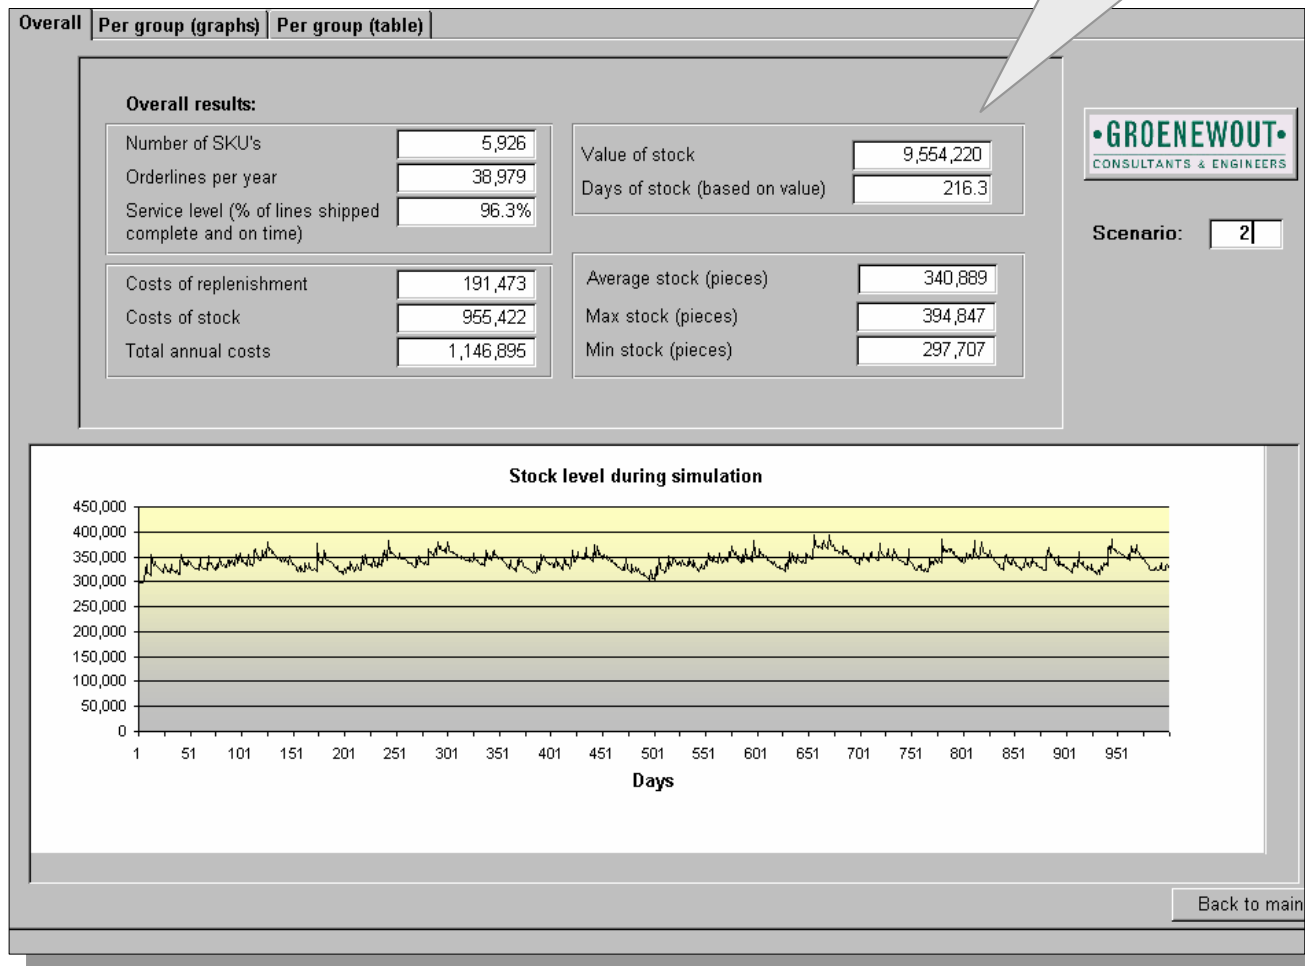 Overall
Per group (graphs)
Per group (table)
Overall results:
Number of SKU's 5,926
Orderlines per year 38,979
Service level (% of lines shipped 96.3%
complete and on time)
Value of stock 9,554,220
Days of stock (based on value) 216.3
Costs of replenishment 191,473
Costs of stock 955,422
Total annual costs 1,146,895
Average stock (pieces) 340,889
Max stock (pieces) 394,847
Min stock (pieces) 297,707
•GROENEWOUT•
CONSULTANTS & ENGINEERS
Scenario: 2
Stock level during simulation
450,000
400,000
350,000
300,000
250,000
200,000
150,000
100,000
50,000
0
1 51 101 151 201 251 301 351 401 451 501 551 601 651 701 751 801 851 901 951
Days
Back to main